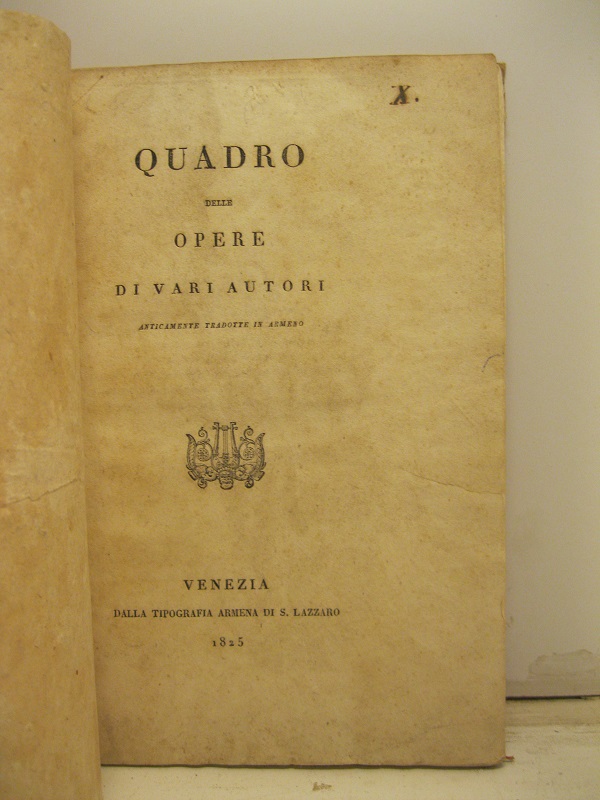 X.
QUADRO
DELLE
OPERE
DI VARI AUTORI
ANTICAMENTE TRADOTTE IN ARMENO
VENEZIA
DALLA TIPOGRAFIA ARMENA DI S. LAZZARO
1825